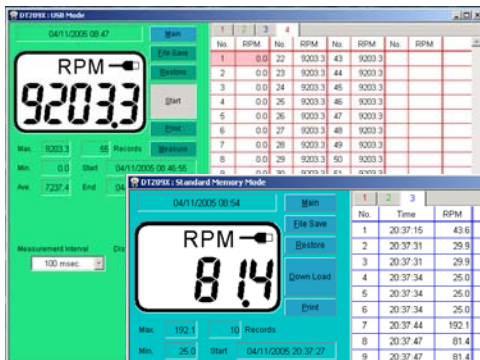 DT209X : USB Mode
04/11/2005 08:47
Main
File Save
Restore
Start
Print
Measure
RPM
9203.3
Max. 9203.3 55 Records
Min. 0.0 Start 04/11/2005 08:46:55
Ave. 7237.4 End 04
Measurement Interval
100 msec.
1 2 3 4
No. RPM No. RPM No. RPM No. RPM
1 0.0 22 9203.3 43 9203.3
0.0 23 9203.3 44 9203.3
0.0 24 9203.3 45 9203.3
0.0 25 9203.3 46 9203.3
0.0 26 9203.3 47 9203.3
0.0 27 9203.3 48 9203.3
0.0 28 9203.3 49 9203.3
0.0 29 9203.3 50 9203.3
DT209X : Standard Memory Mode
04/11/2005 08:54
Main
File Save
Restore
Down Load
Print
RPM
81.4
Max. 192.1 10 Records
Min. 25.0 Start 04/11/2005 20:37:27
1 2 3
No. Time RPM
1 20:37:15 43.6
2 20:37:31 29.9
3 20:37:31 29.9
4 20:37:34 25.0
5 20:37:34 25.0
6 20:37:34 25.0
7 20:37:44 192.1
8 20:37:47 81.4
9 20:37:47 81.4